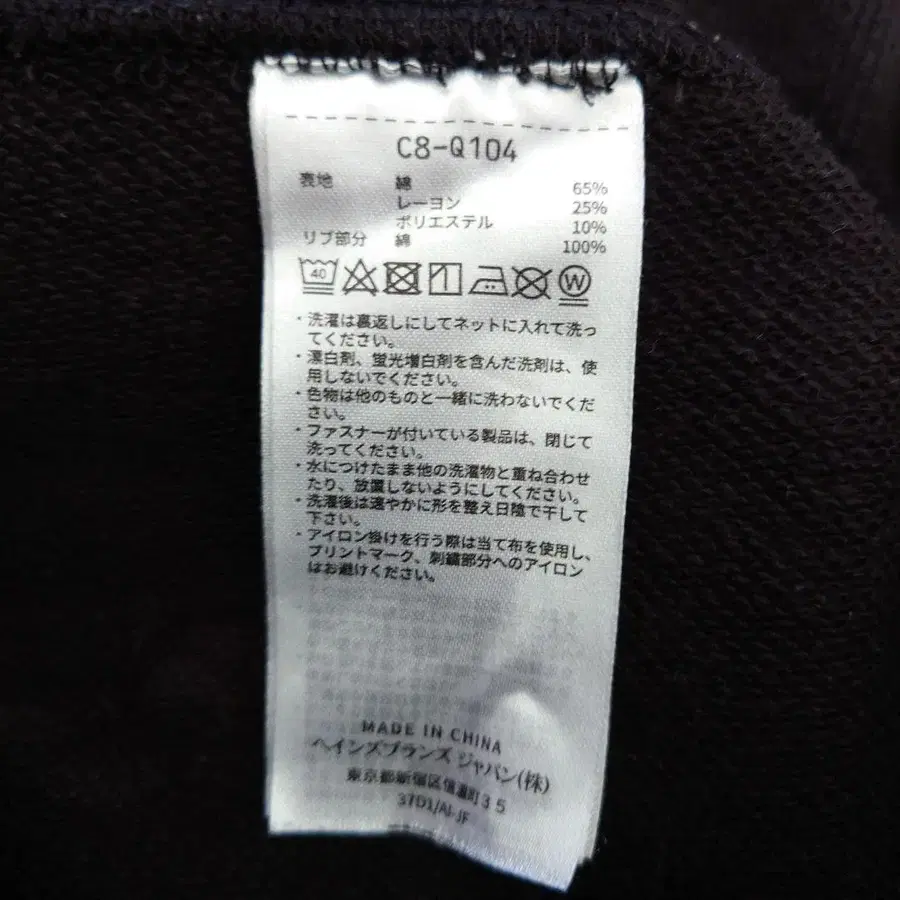 C8-Q104
表地 綿 65%
レーヨン 25%
ポリエステル 10%
リブ部分 綿 100%
40 W
・洗濯は裏返しにしてネットに入れて洗っ
てください。
・漂白剤、蛍光増白剤を含んだ洗剤は、使
用しないでください。
・色物は他のものと一緒に洗わないでくだ
さい。
・ファスナーが付いている製品は、閉じて
洗ってください。
・水につけたまま他の洗濯物と重ね合わせ
たり、放置しないようにしてください。
・洗濯後は速やかに形を整え日陰で干して
下さい。
・アイロン掛けを行う際は当て布を使用し、
プリントマーク、刺繍部分へのアイロン
はお避けください。
MADE IN CHINA
ヘインズブランズ ジャパン(株)
東京都新宿区信濃町35
37D1/AI-JF